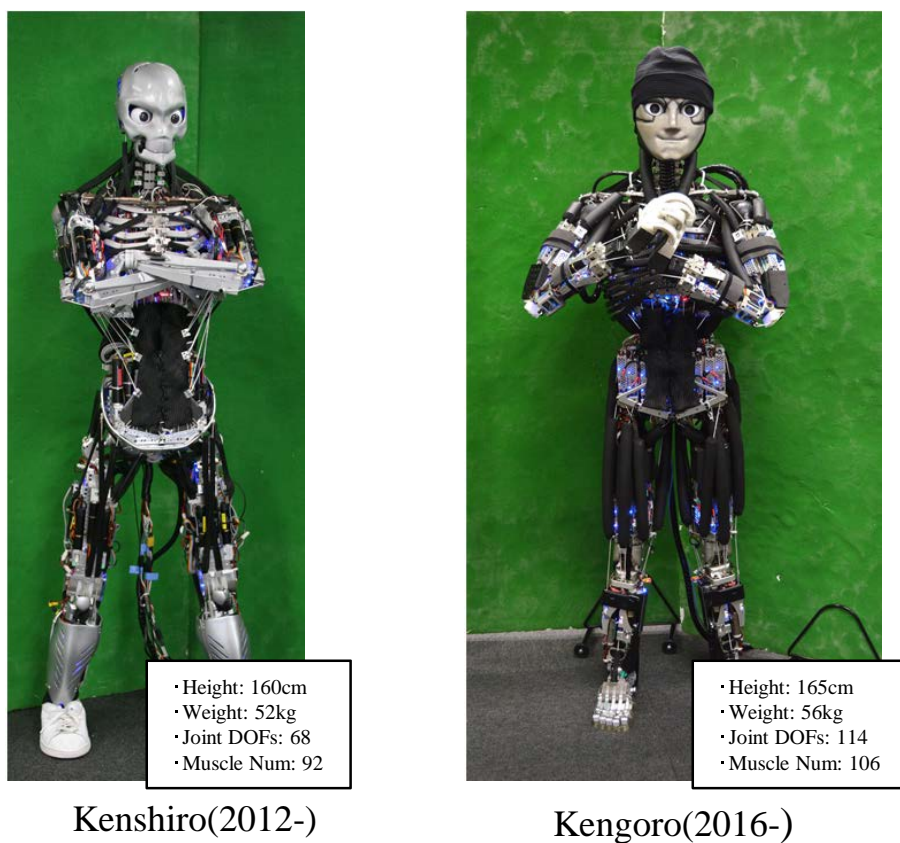 ・Height: 160cm
・Weight: 52kg
・Joint DOFs: 68
・Muscle Num: 92
Kenshiro(2012-)
・Height: 165cm
・Weight: 56kg
・Joint DOFs: 114
・Muscle Num: 106
Kengoro(2016-)